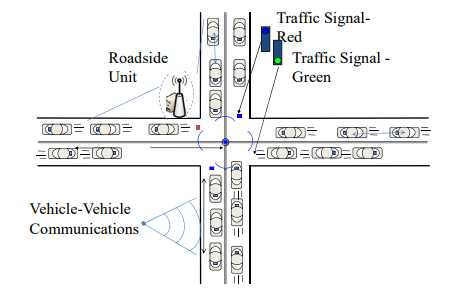 Traffic Signal-
Red
Roadside
Unit
Traffic Signal -
Green
Vehicle-Vehicle
Communications